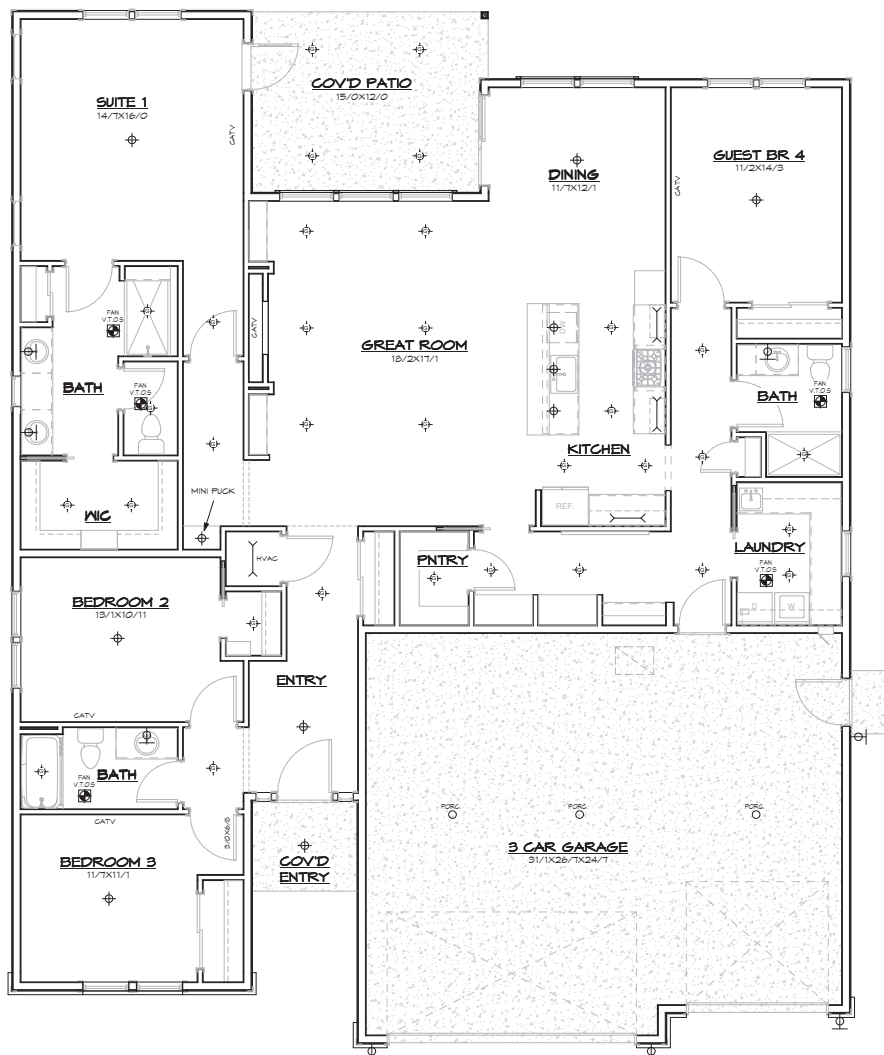 COV'D PATIO
15/0X12/0
SUITE 1
14/7X16/0
CATV
DINING
11/7X12/1
GUEST BR 4
11/2X14/3
CATV
FAN
V.T.O.S
CATV
D/W
GREAT ROOM
18/2X17/1
BATH
FAN
V.T.O.S
BATH
FAN
V.T.O.S
KITCHEN
MINI PUCK
WIC
REF.
HVAC
PNTRY
LAUNDRY
FAN
V.T.O.S
BEDROOM 2
13/1X10/11
D
W
ENTRY
CATV
BATH
FAN
V.T.O.S
CATV
3/0X6/8
PORC.
PORC.
PORC.
3 CAR GARAGE
31/1X26/7X24/7
BEDROOM 3
11/7X11/1
COV'D
ENTRY